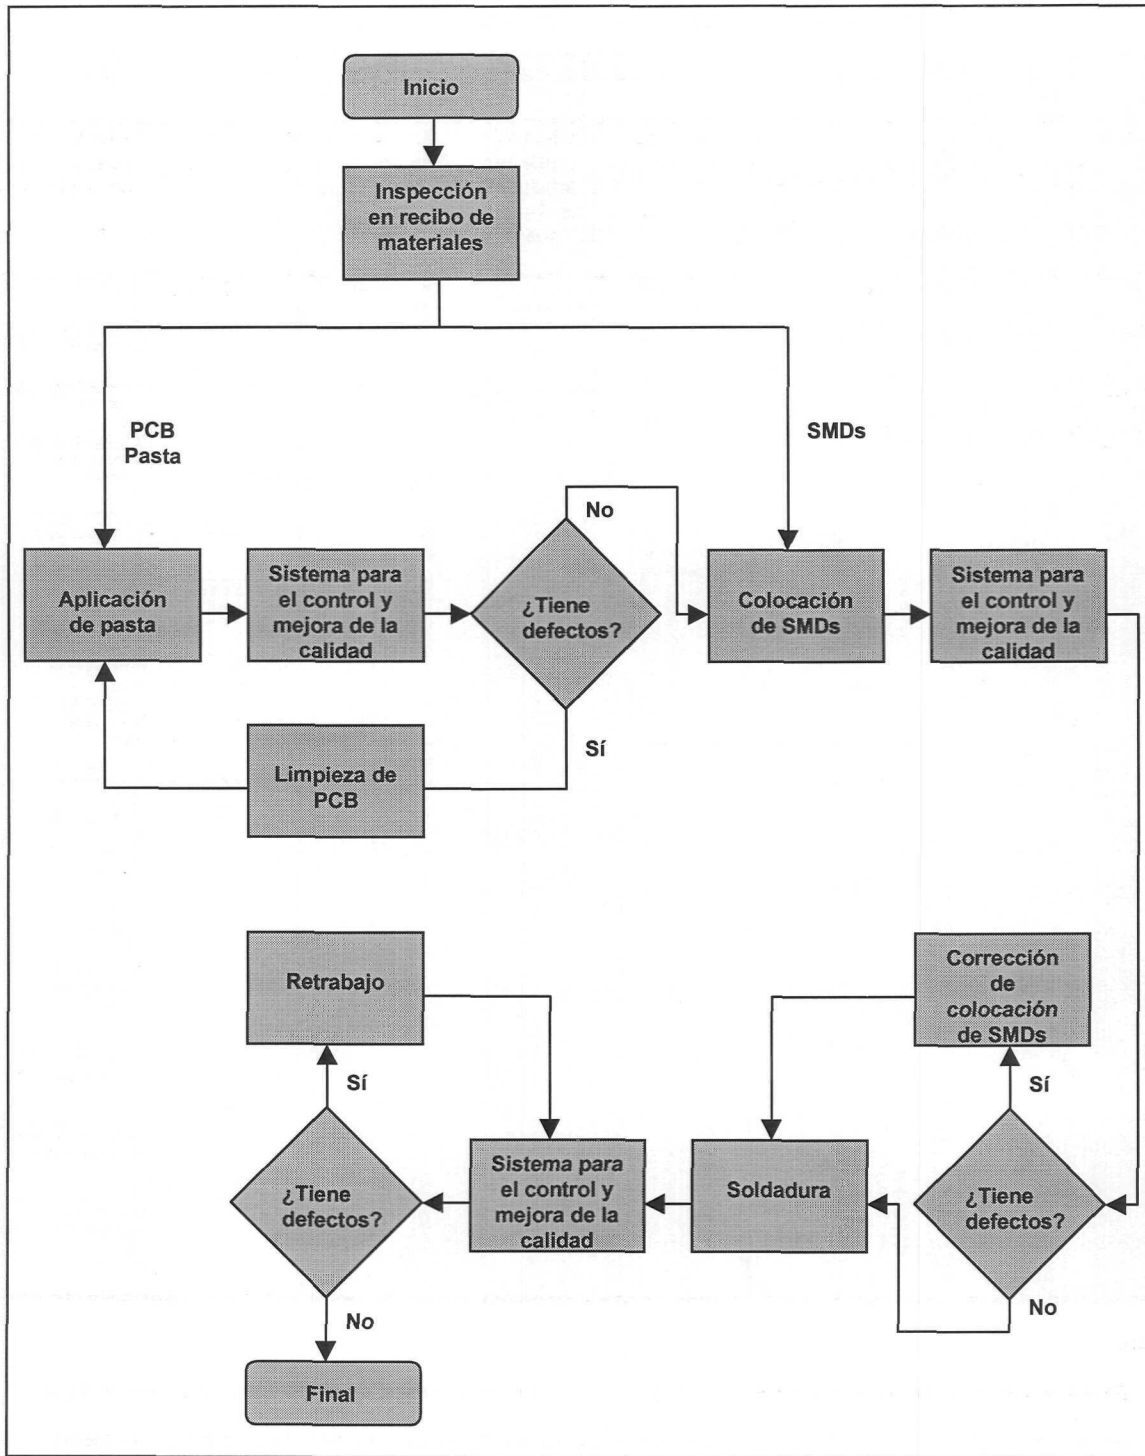 Inicio
Inspección
en recibo de
materiales
PCB
Pasta
SMDs
No
Aplicación
de pasta
Sistema para
el control y
mejora de la
calidad
¿Tiene
defectos?
Colocación
de SMDs
Sistema para
el control y
mejora de la
calidad
Sí
Limpieza de
PCB
Retrabajo
Corrección
de
colocación
de SMDs
Sí
Sí
¿Tiene
defectos?
Sistema para
el control y
mejora de la
calidad
Soldadura
¿Tiene
defectos?
No
No
Final